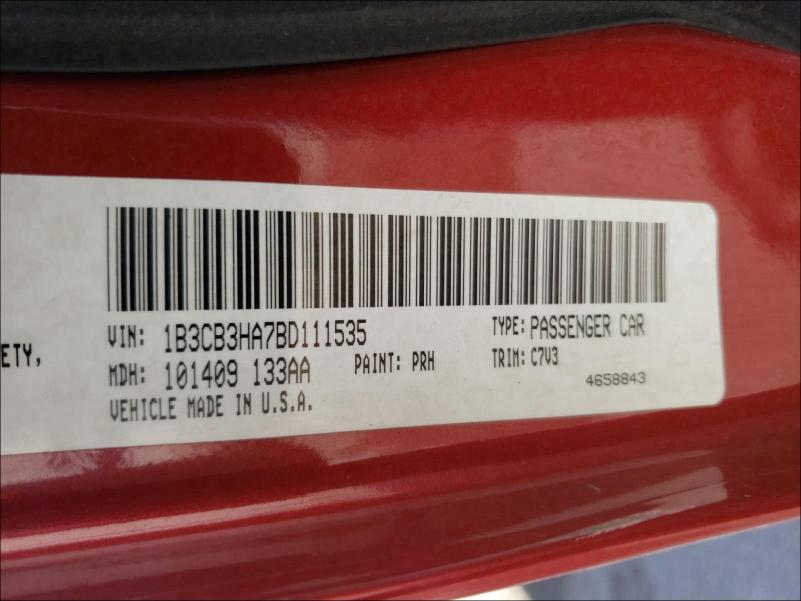 VIN: 1B3CB3HA7BD111535
TYPE: PASSENGER CAR
ETY,
MDH: 101409 133AA
PAINT: PRH
TRIM: C7V3
VEHICLE MADE IN U.S.A.
4658843